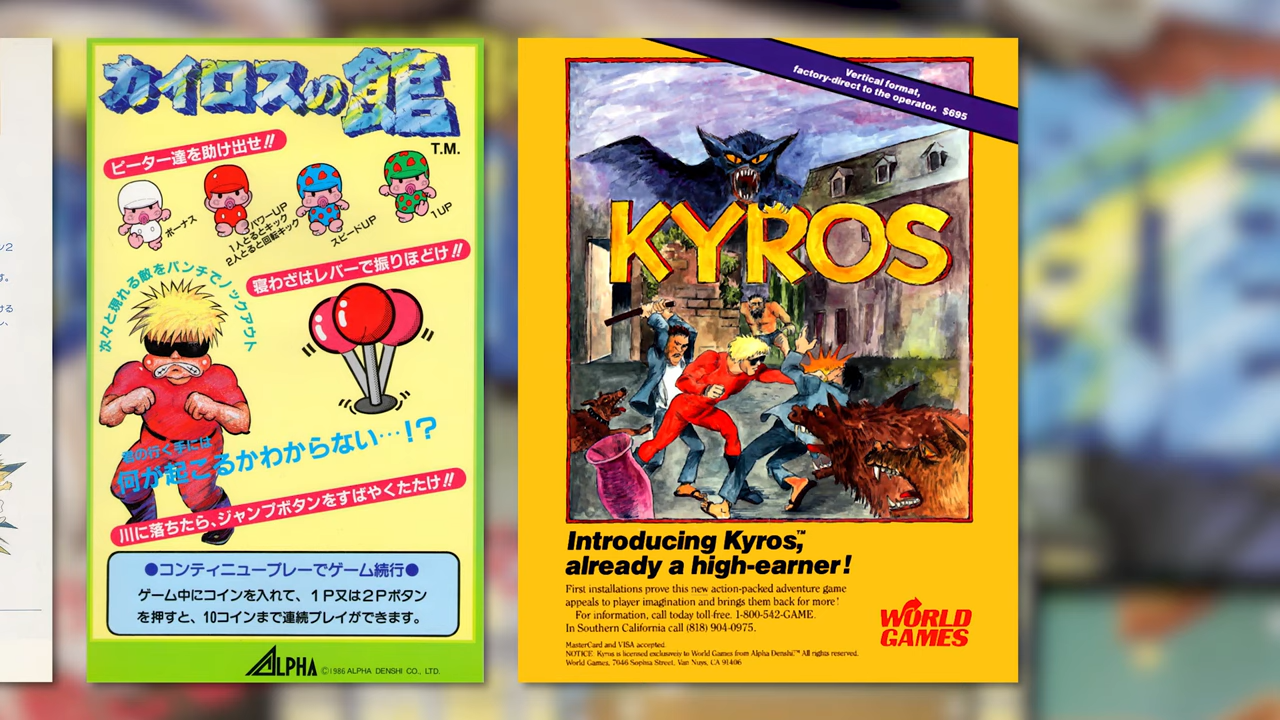 カイロスの館
T.M.
ピーター達を助け出せ!!
ボーナス
パワーUP
1人とるとキック
2人とると回転キック
スピードUP
1UP
次々と現れる敵をパンチでノックアウト
寝わざはレバーで振りほどけ!!
君の行く手には
何が起こるかわからない…!?
川に落ちたら、ジャンプボタンをすばやくたたけ!!
●コンティニュープレーでゲーム続行●
ゲーム中にコインを入れて、1P又は2Pボタン
を押すと、10コインまで連続プレイができます。
ALPHA ©1986 ALPHA DENSHI CO., LTD.
Vertical format,
factory-direct to the operator. $695
KYROS
Introducing Kyros,™
already a high-earner!
First installations prove this new action-packed adventure game
appeals to player imagination and brings them back for more!
For information, call today toll-free. 1-800-542-GAME.
In Southern California call (818) 904-0975.
MasterCard and VISA accepted.
NOTICE: Kyros is licensed exclusively to World Games from Alpha Denshi.™ All rights reserved.
World Games, 7046 Sophia Street, Van Nuys, CA 91406
WORLD
GAMES